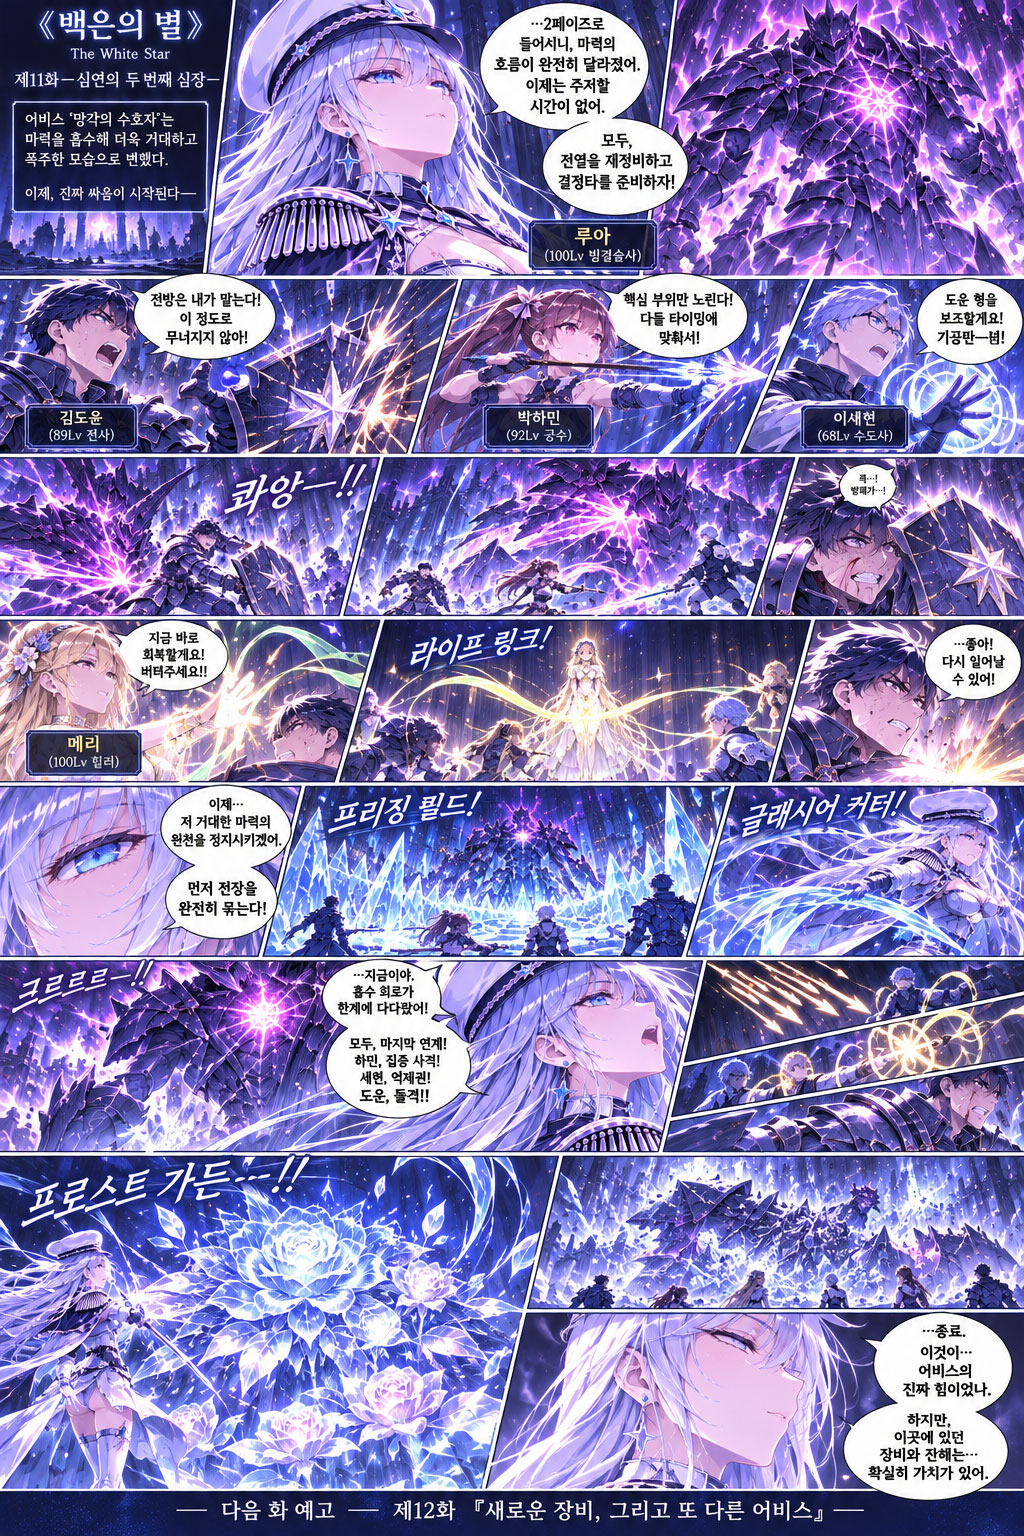 《백은의 별》
The White Star
제11화—심연의 두 번째 심장—
어비스 '망각의 수호자'는
마력을 흡수해 더욱 거대하고
폭주한 모습으로 변했다.
이제, 진짜 싸움이 시작된다—
…2페이즈로
들어서니, 마력의
흐름이 완전히 달라졌어.
이제는 주저할
시간이 없어.
모두,
전열을 재정비하고
결정타를 준비하자!
루아
(100Lv 빙결술사)
전방은 내가 맡는다!
이 정도로
무너지지 않아!
김도윤
(89Lv 전사)
핵심 부위만 노린다!
다들 타이밍에
박하민
(92Lv 궁수)
도운 형을
보조할게요!
이세현
(68Lv 수도사)
콰앙—!!
지금 바로
회복할게요!
버텨주세요!!
메리
(100Lv 힐러)
라이프 링크!
…좋아!
다시 일어날
수 있어!
이제…
저 거대한 마력의
원천을 정지시키겠어.
먼저 전장을
완전히 묶는다!
프리징 필드!
글래시어 커터!
크르르르—!!
…지금이야.
흡수 회로가
한계에 다다랐어!
모두, 마지막 연계!
하민, 집중 사격!
세현, 억제권!
도운, 돌격!!
프로스트 가든…!!
…종료.
이것이…
어비스의
진짜 힘이었나.
하지만,
이곳에 있던
장비와 잔해는…
확실히 가치가 있어.
— 다음 화 예고 — 제12화 『새로운 장비, 그리고 또 다른 어비스』 —